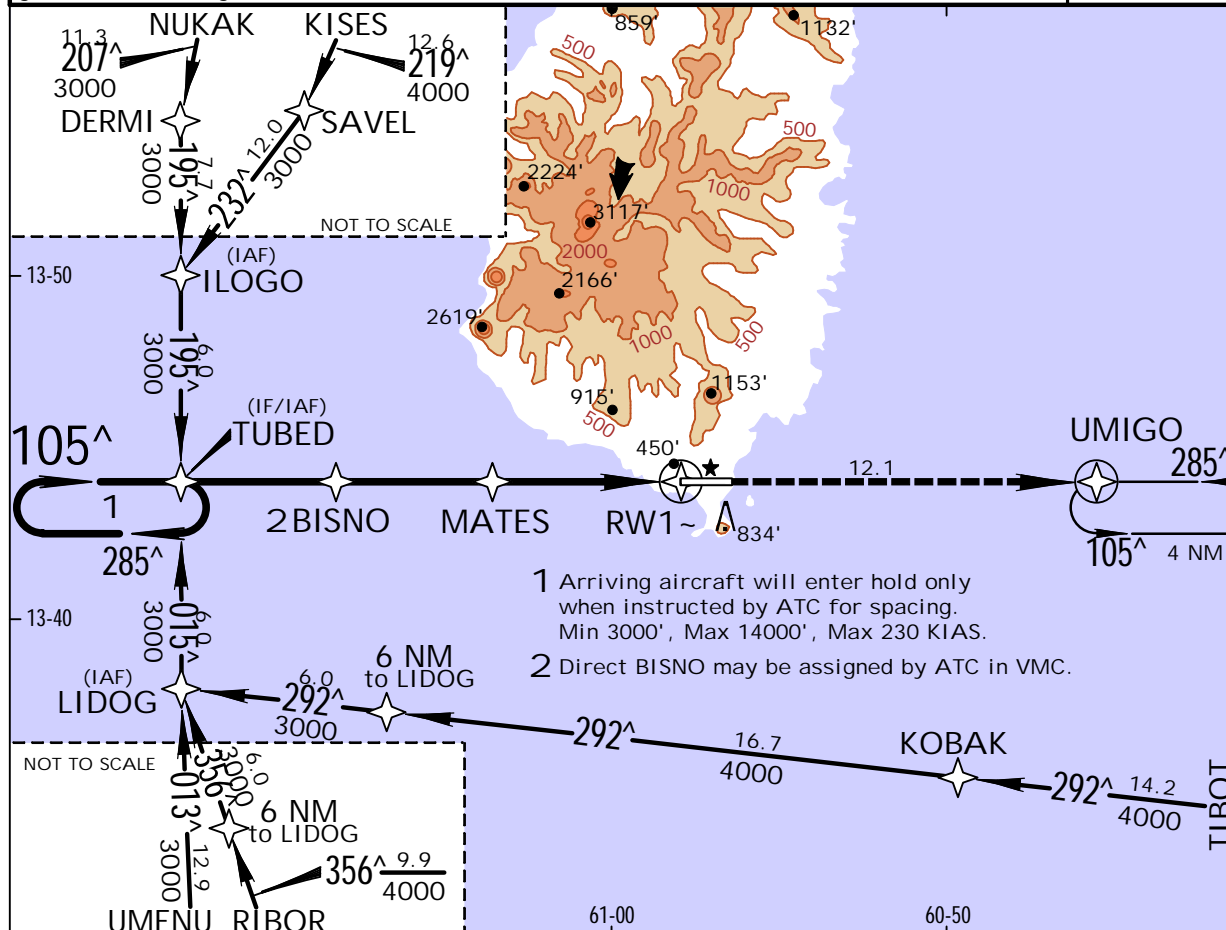 NUKAK
KISES
11.3
207^
3000
12.6
219^
4000
DERMI
SAVEL
195^
7.7
3000
12.0
232^
3000
NOT TO SCALE
859'
1132'
500
500
2224'
1000
3117'
2000
2166'
2619'
1000
500
1153'
915'
500
450'
13-50
(IAF)
ILOGO
195^
6.0
3000
(IF/IAF)
TUBED
105^
1
285^
2BISNO
MATES
RW1~
834'
12.1
UMIGO
285^
105^
4 NM
1 Arriving aircraft will enter hold only
when instructed by ATC for spacing.
Min 3000', Max 14000', Max 230 KIAS.
2 Direct BISNO may be assigned by ATC in VMC.
13-40
015^
6.0
3000
(IAF)
LIDOG
6.0
292^
3000
6 NM
to LIDOG
292^
16.7
4000
KOBAK
292^
14.2
4000
TIBOT
NOT TO SCALE
013^
12.9
3000
356^
6.0
3000
6 NM
to LIDOG
356^
9.9
4000
UMENU
RIBOR
61-00
60-50